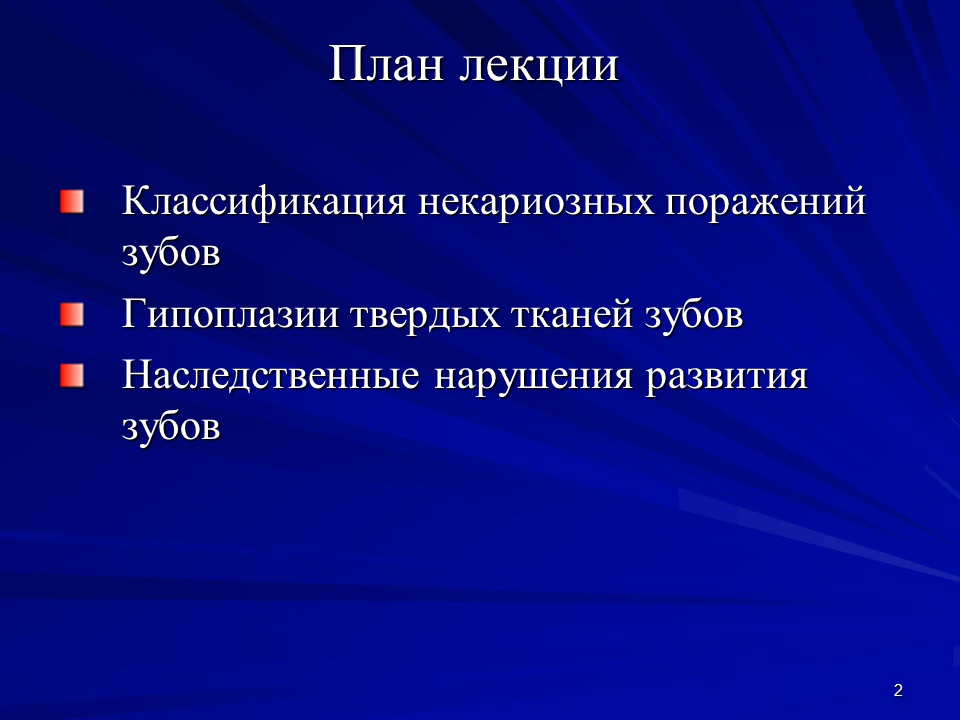 План лекции
Классификация некариозных поражений
зубов
Гипоплазии твердых тканей зубов
Наследственные нарушения развития
зубов
2